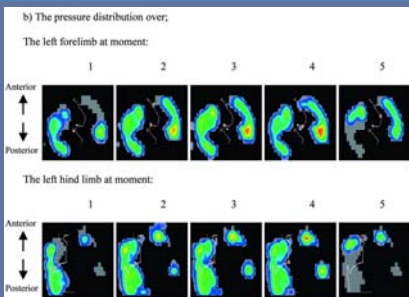 b) The pressure distribution over;
The left forelimb at moment:
1 2 3 4 5
Anterior
Posterior
The left hind limb at moment:
1 2 3 4 5
Anterior
Posterior